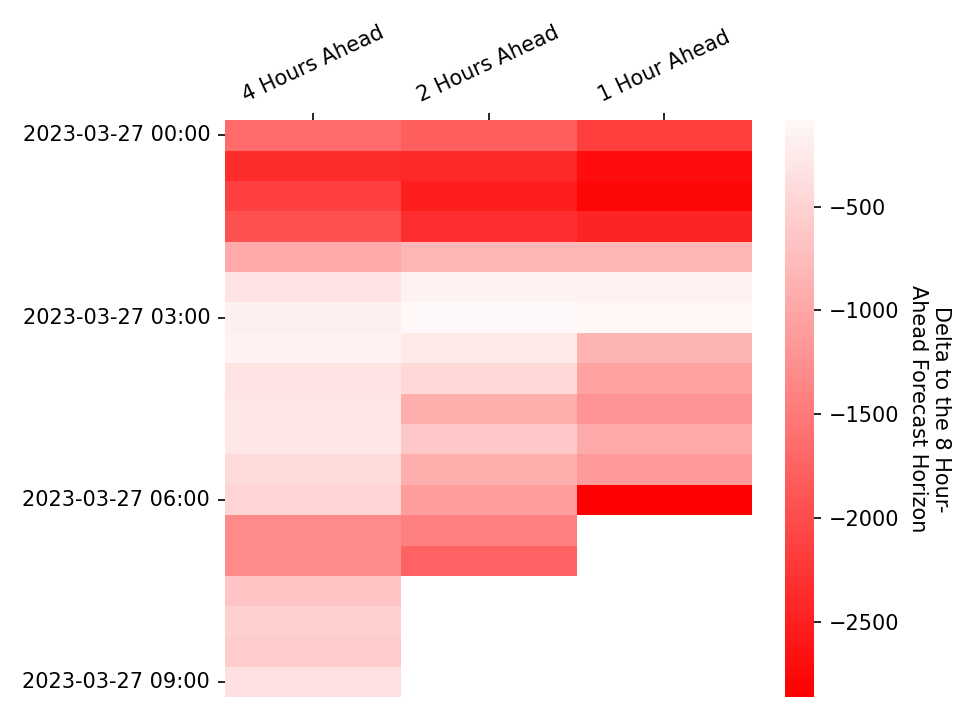 4 Hours Ahead
2 Hours Ahead
1 Hour Ahead
2023-03-27 00:00
2023-03-27 03:00
2023-03-27 06:00
2023-03-27 09:00
−500
−1000
−1500
−2000
−2500
Delta to the 8 Hour-
Ahead Forecast Horizon